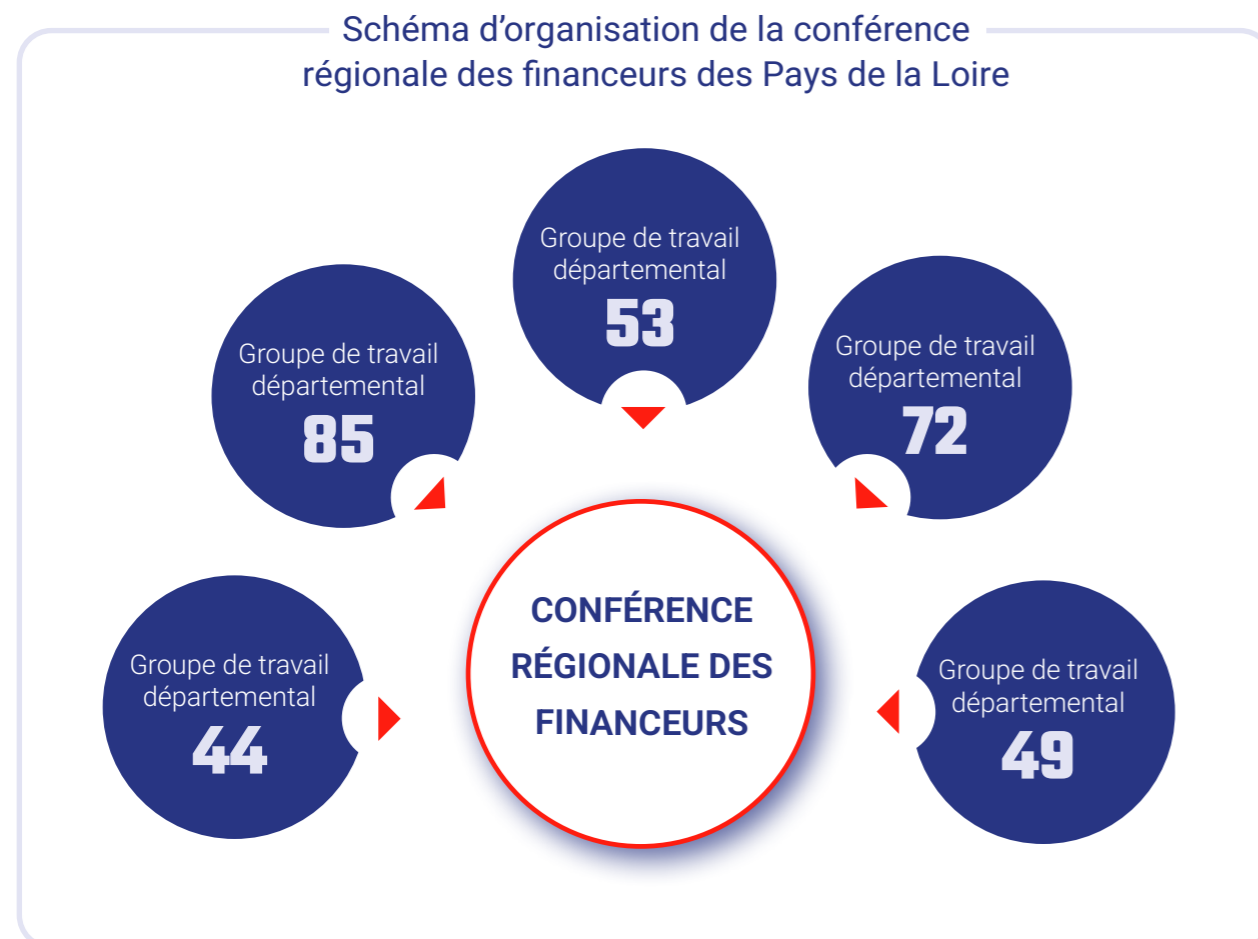 Schéma d’organisation de la conférence
régionale des financeurs des Pays de la Loire
Groupe de travail
départemental
53
Groupe de travail
départemental
85
Groupe de travail
départemental
72
CONFÉRENCE
RÉGIONALE DES
FINANCEURS
Groupe de travail
départemental
44
Groupe de travail
départemental
49